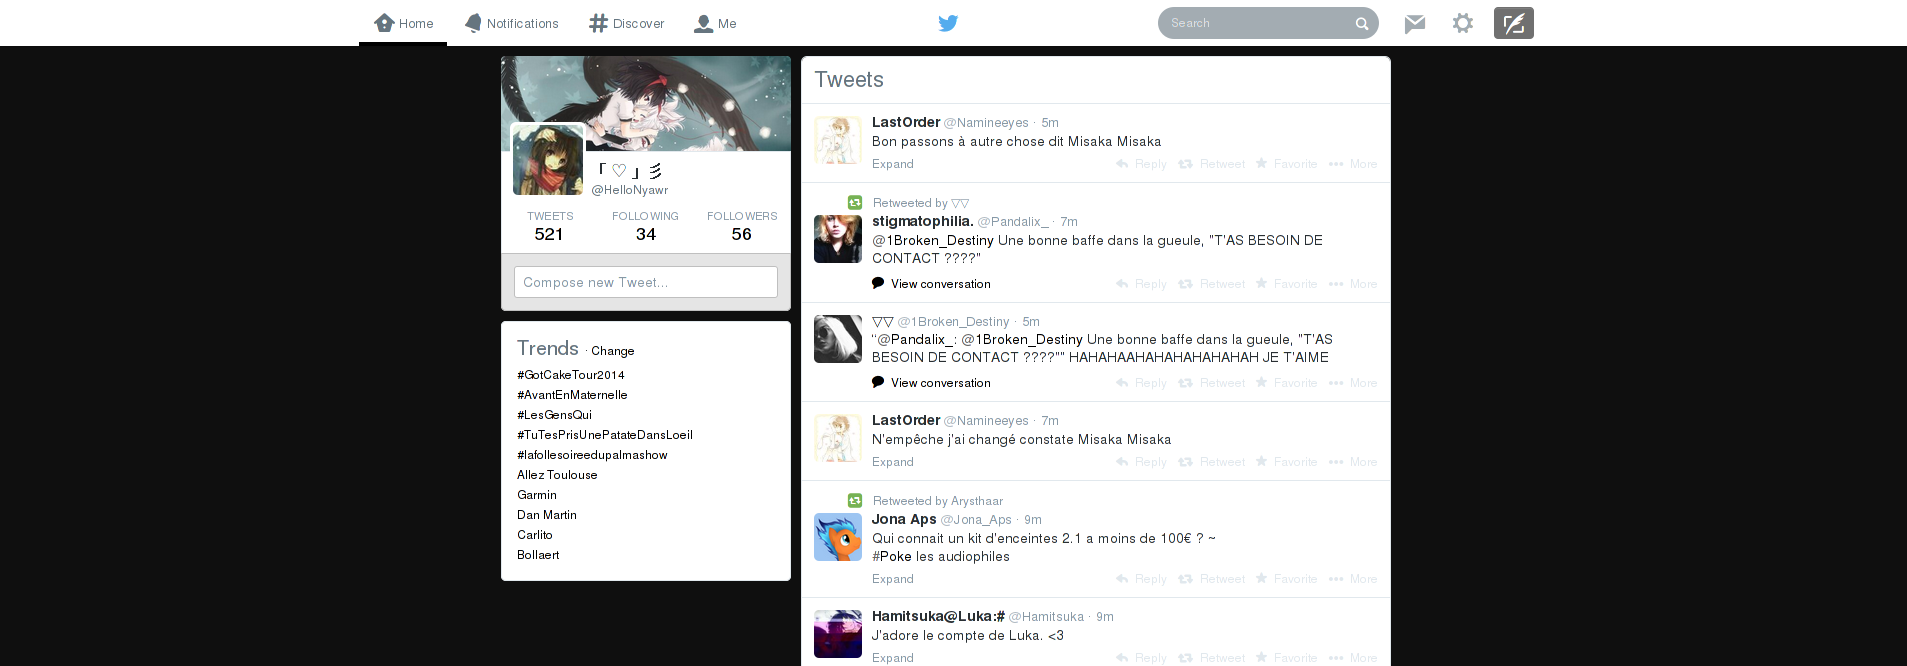 Home Notifications Discover Me Search
「 ♡ 」彡
@HelloNyawr
TWEETS FOLLOWING FOLLOWERS
521 34 56
Compose new Tweet...
Trends · Change
#GotCakeTour2014
#AvantEnMaternelle
#LesGensQui
#TuTesPrisUnePatateDansLoeil
#lafollesoireedupalmashow
Allez Toulouse
Garmin
Dan Martin
Carlito
Bollaert
Tweets
LastOrder @Namineeyes · 5m
Bon passons à autre chose dit Misaka Misaka
Expand Reply Retweet Favorite More
Retweeted by ▽▽
stigmatophilia. @Pandalix_ · 7m
@1Broken_Destiny Une bonne baffe dans la gueule, "T'AS BESOIN DE
CONTACT ????"
View conversation Reply Retweet Favorite More
▽▽ @1Broken_Destiny · 5m
"@Pandalix_: @1Broken_Destiny Une bonne baffe dans la gueule, "T'AS
BESOIN DE CONTACT ????"" HAHAHAAHAHAHAHAHAHAH JE T'AIME
View conversation Reply Retweet Favorite More
LastOrder @Namineeyes · 7m
N'empêche j'ai changé constate Misaka Misaka
Expand Reply Retweet Favorite More
Retweeted by Arysthaar
Jona Aps @Jona_Aps · 9m
Qui connait un kit d'enceintes 2.1 a moins de 100€ ? ~
#Poke les audiophiles
Expand Reply Retweet Favorite More
Hamitsuka@Luka:# @Hamitsuka · 9m
J'adore le compte de Luka. <3
Expand Reply Retweet Favorite More